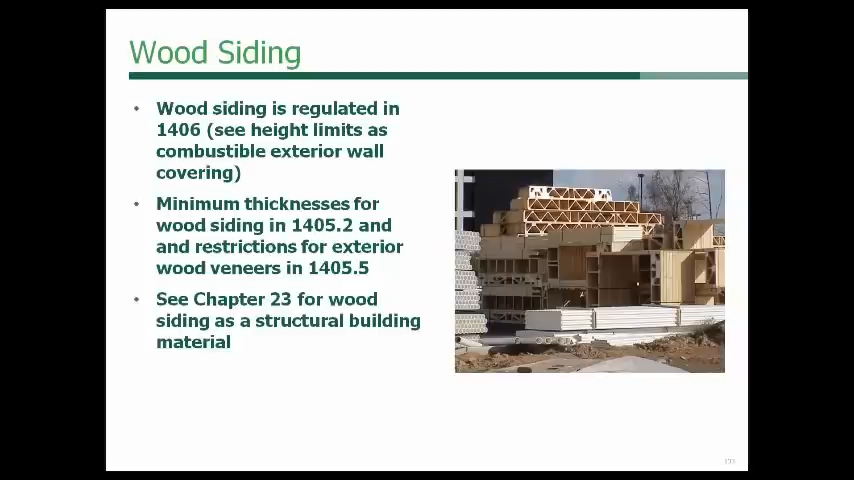 Wood Siding
• Wood siding is regulated in
1406 (see height limits as
combustible exterior wall
covering)
• Minimum thicknesses for
wood siding in 1405.2 and
and restrictions for exterior
wood veneers in 1405.5
• See Chapter 23 for wood
siding as a structural building
material